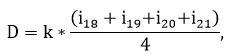 D = k * (i₁₈ + i₁₉+i₂₀+i₂₁) / 4,